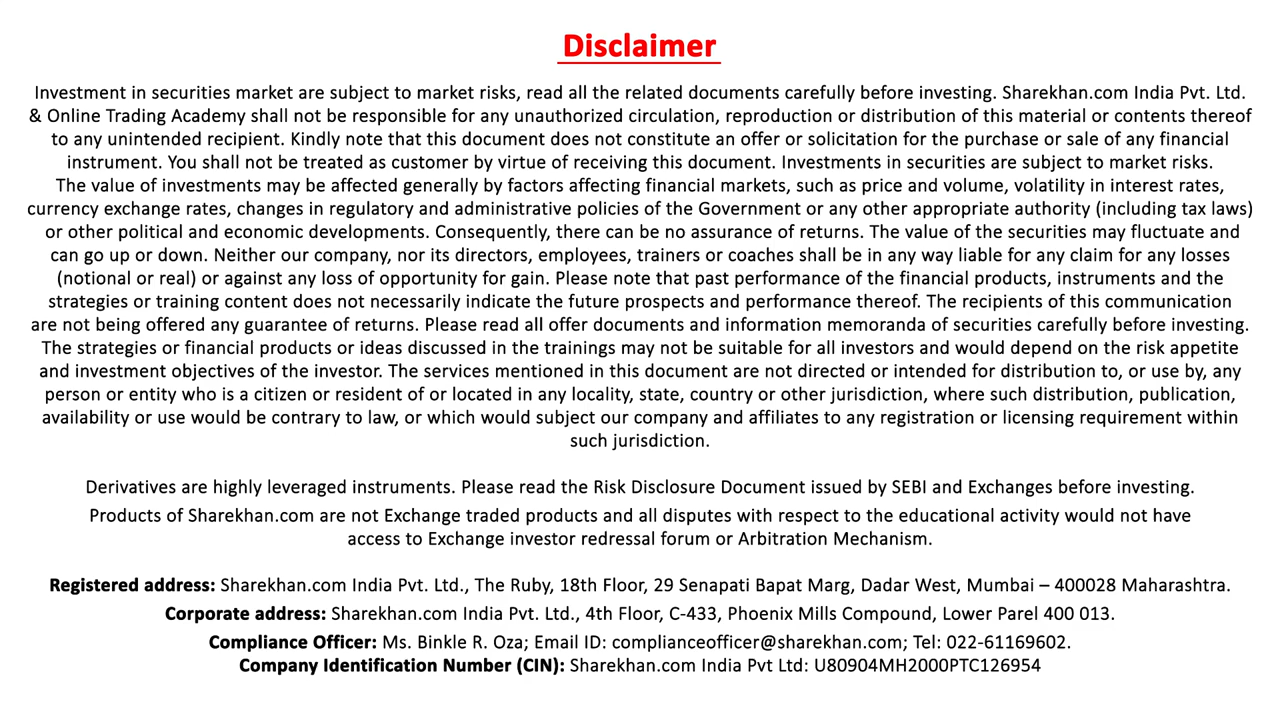 Disclaimer
Investment in securities market are subject to market risks, read all the related documents carefully before investing. Sharekhan.com India Pvt. Ltd.
& Online Trading Academy shall not be responsible for any unauthorized circulation, reproduction or distribution of this material or contents thereof
to any unintended recipient. Kindly note that this document does not constitute an offer or solicitation for the purchase or sale of any financial
instrument. You shall not be treated as customer by virtue of receiving this document. Investments in securities are subject to market risks.
The value of investments may be affected generally by factors affecting financial markets, such as price and volume, volatility in interest rates,
currency exchange rates, changes in regulatory and administrative policies of the Government or any other appropriate authority (including tax laws)
or other political and economic developments. Consequently, there can be no assurance of returns. The value of the securities may fluctuate and
can go up or down. Neither our company, nor its directors, employees, trainers or coaches shall be in any way liable for any claim for any losses
(notional or real) or against any loss of opportunity for gain. Please note that past performance of the financial products, instruments and the
strategies or training content does not necessarily indicate the future prospects and performance thereof. The recipients of this communication
are not being offered any guarantee of returns. Please read all offer documents and information memoranda of securities carefully before investing.
The strategies or financial products or ideas discussed in the trainings may not be suitable for all investors and would depend on the risk appetite
and investment objectives of the investor. The services mentioned in this document are not directed or intended for distribution to, or use by, any
person or entity who is a citizen or resident of or located in any locality, state, country or other jurisdiction, where such distribution, publication,
availability or use would be contrary to law, or which would subject our company and affiliates to any registration or licensing requirement within
such jurisdiction.
Derivatives are highly leveraged instruments. Please read the Risk Disclosure Document issued by SEBI and Exchanges before investing.
Products of Sharekhan.com are not Exchange traded products and all disputes with respect to the educational activity would not have
access to Exchange investor redressal forum or Arbitration Mechanism.
Registered address: Sharekhan.com India Pvt. Ltd., The Ruby, 18th Floor, 29 Senapati Bapat Marg, Dadar West, Mumbai – 400028 Maharashtra.
Corporate address: Sharekhan.com India Pvt. Ltd., 4th Floor, C-433, Phoenix Mills Compound, Lower Parel 400 013.
Compliance Officer: Ms. Binkle R. Oza; Email ID: complianceofficer@sharekhan.com; Tel: 022-61169602.
Company Identification Number (CIN): Sharekhan.com India Pvt Ltd: U80904MH2000PTC126954